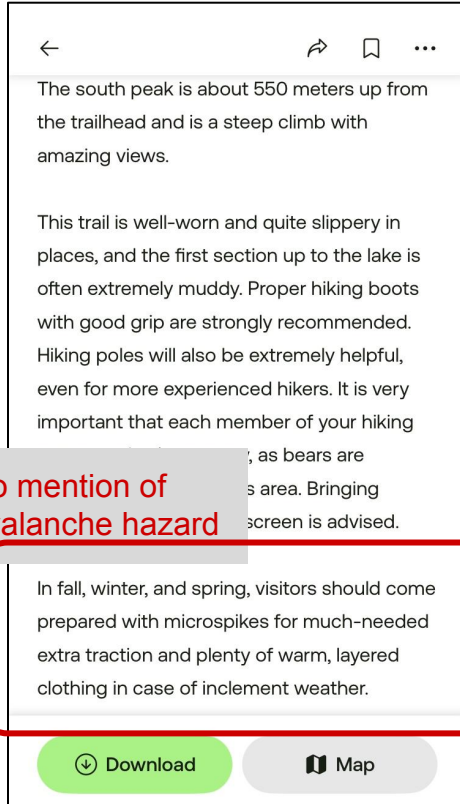 The south peak is about 550 meters up from
the trailhead and is a steep climb with
amazing views.
This trail is well-worn and quite slippery in
places, and the first section up to the lake is
often extremely muddy. Proper hiking boots
with good grip are strongly recommended.
Hiking poles will also be extremely helpful,
even for more experienced hikers. It is very
important that each member of your hiking
, as bears are
mention of
s area. Bringing
alanche hazard
screen is advised.
In fall, winter, and spring, visitors should come
prepared with microspikes for much-needed
extra traction and plenty of warm, layered
clothing in case of inclement weather.
Download
Map